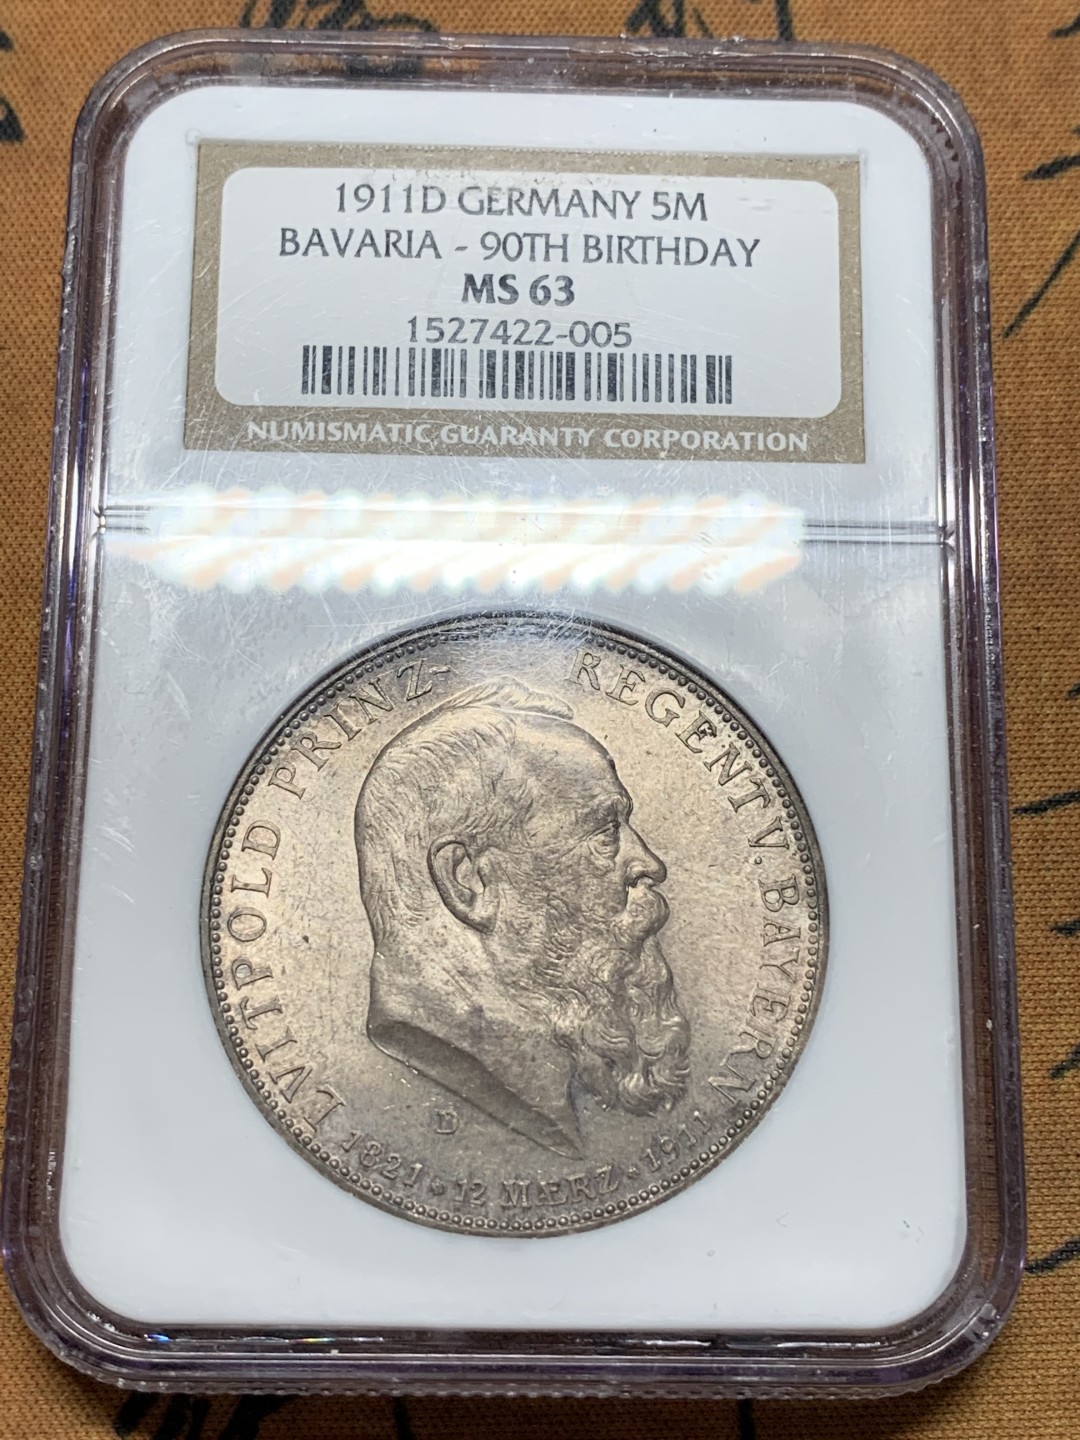 1911D GERMANY 5M
BAVARIA - 90TH BIRTHDAY
MS 63
1527422-005
NUMISMATIC GUARANTY CORPORATION
LVITPOLD PRINZ- REGENT V. BAYERN
D
1821 * 12 MÆRZ * 1911